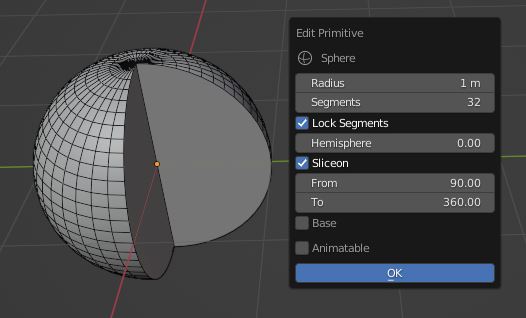 Edit Primitive
Sphere
Radius 1 m
Segments 32
Lock Segments
Hemisphere 0.00
Sliceon
From 90.00
To 360.00
Base
Animatable
OK